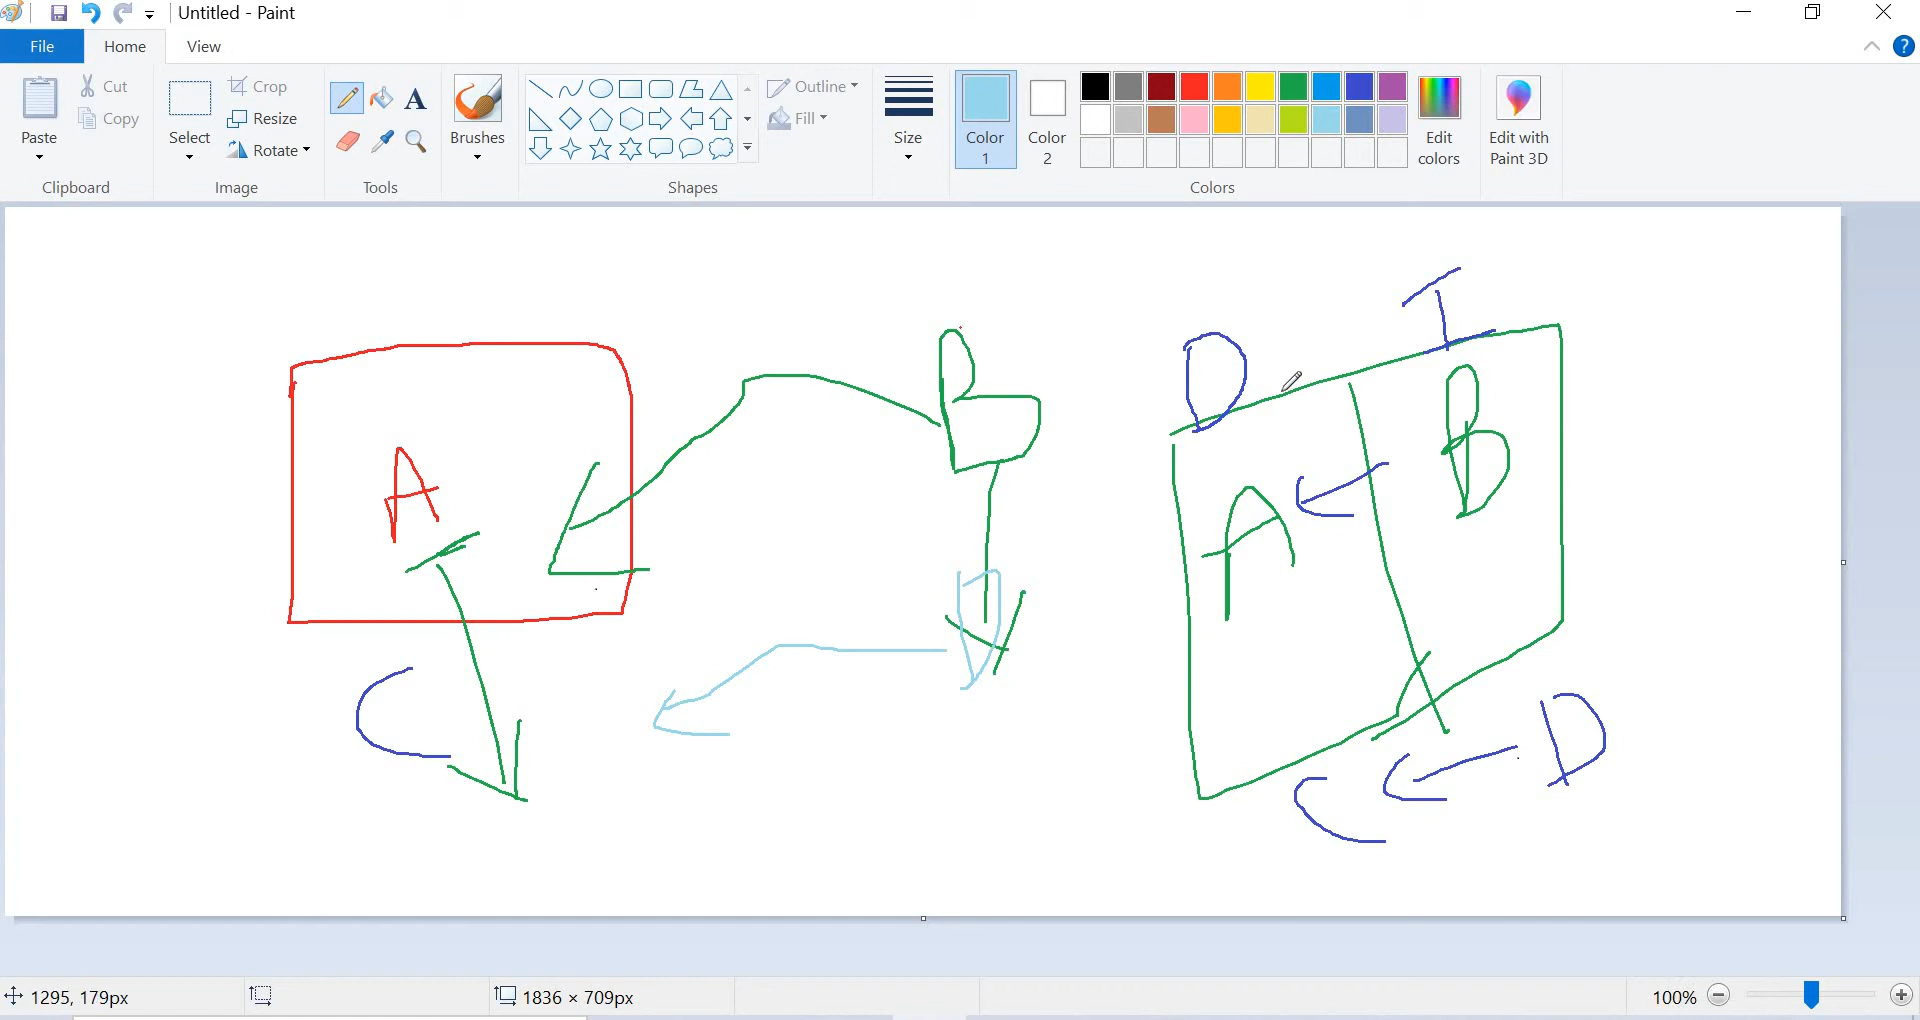 Untitled - Paint
File Home View
Paste
Cut
Copy
Clipboard
Select
Crop
Resize
Rotate
Image
Tools
Brushes
Shapes
Outline
Fill
Size
Color 1
Color 2
Colors
Edit colors
Edit with Paint 3D
A
B
C
D
D
I
A
B
C
D
1295, 179px
1836 × 709px
100%